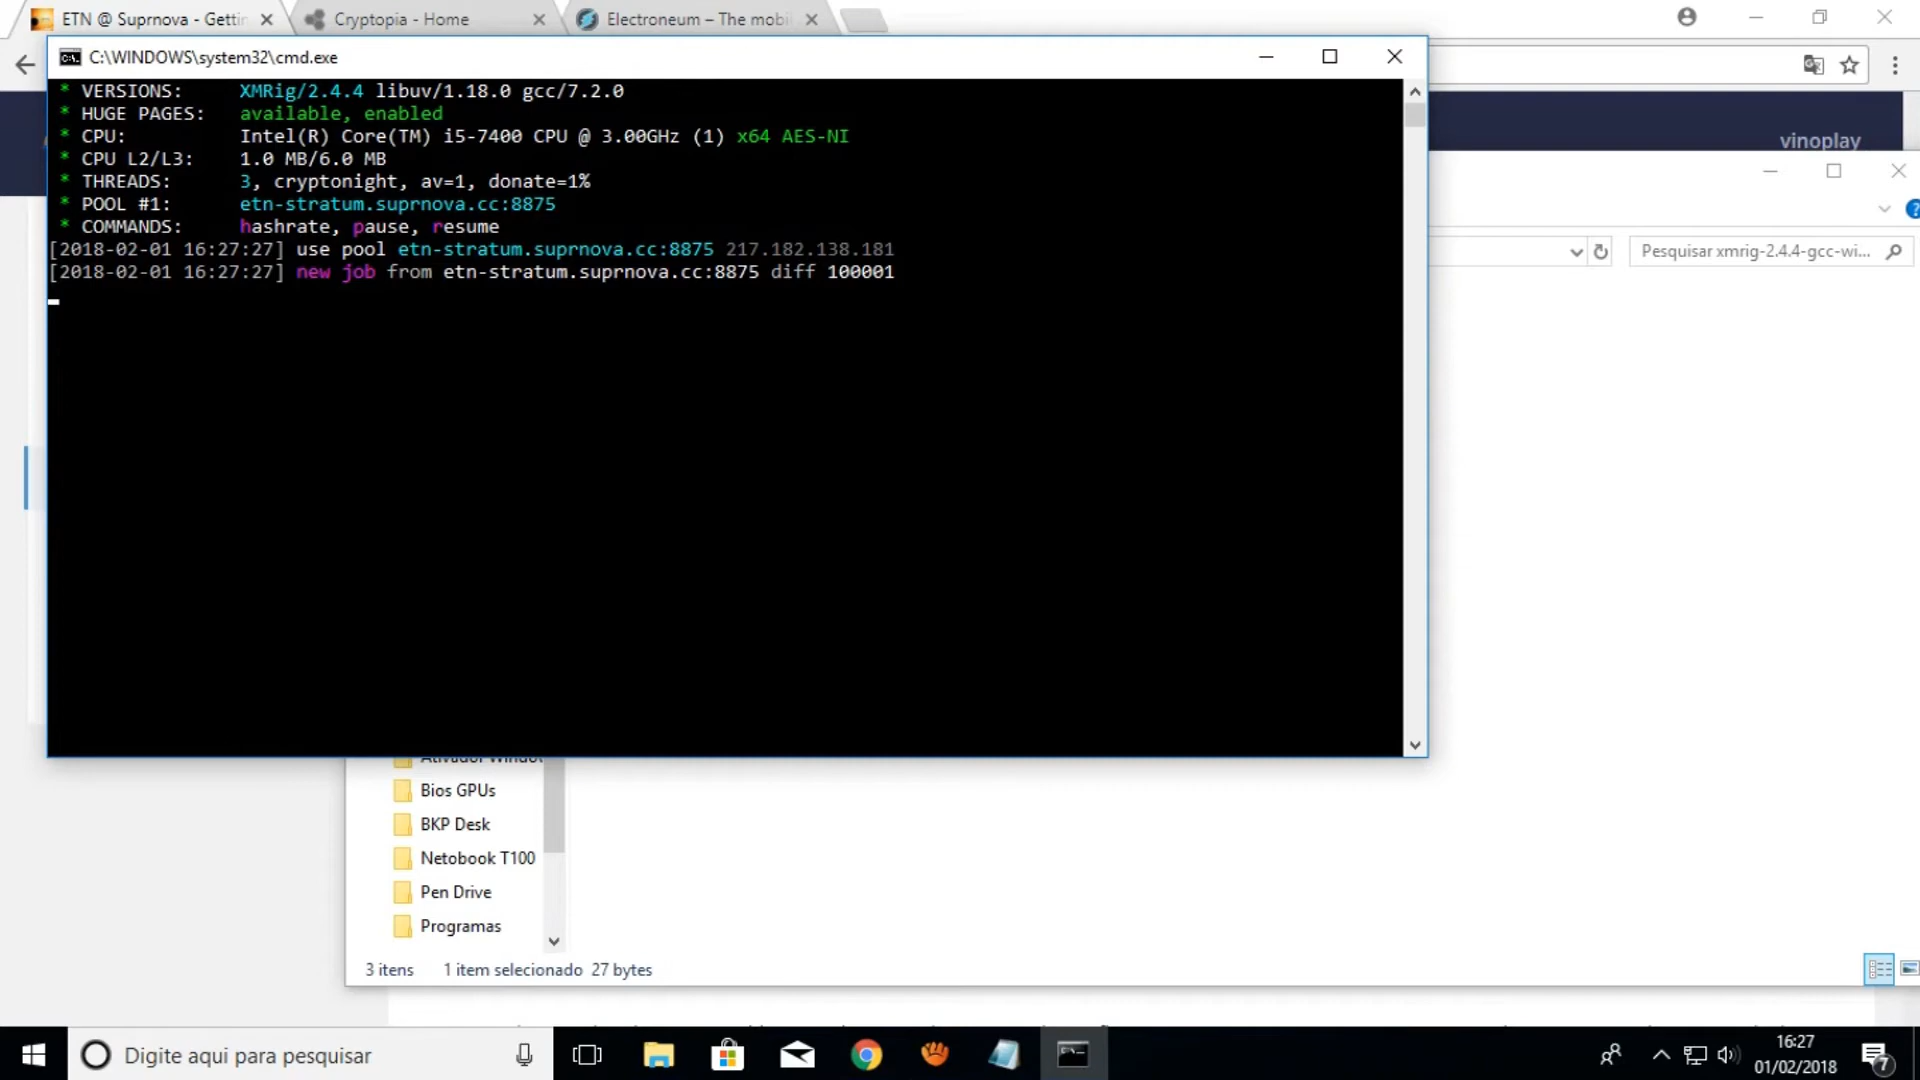 ETN @ Suprnova - Gettin
Cryptopia - Home
Electroneum – The mobil
C:\WINDOWS\system32\cmd.exe
* VERSIONS: XMRig/2.4.4 libuv/1.18.0 gcc/7.2.0
* HUGE PAGES: available, enabled
* CPU: Intel(R) Core(TM) i5-7400 CPU @ 3.00GHz (1) x64 AES-NI
* CPU L2/L3: 1.0 MB/6.0 MB
* THREADS: 3, cryptonight, av=1, donate=1%
* POOL #1: etn-stratum.suprnova.cc:8875
* COMMANDS: hashrate, pause, resume
[2018-02-01 16:27:27] use pool etn-stratum.suprnova.cc:8875 217.182.138.181
[2018-02-01 16:27:27] new job from etn-stratum.suprnova.cc:8875 diff 100001
vinoplay
Pesquisar xmrig-2.4.4-gcc-wi...
Ativador Window
Bios GPUs
BKP Desk
Netobook T100
Pen Drive
Programas
3 itens 1 item selecionado 27 bytes
Digite aqui para pesquisar
16:27
01/02/2018
7